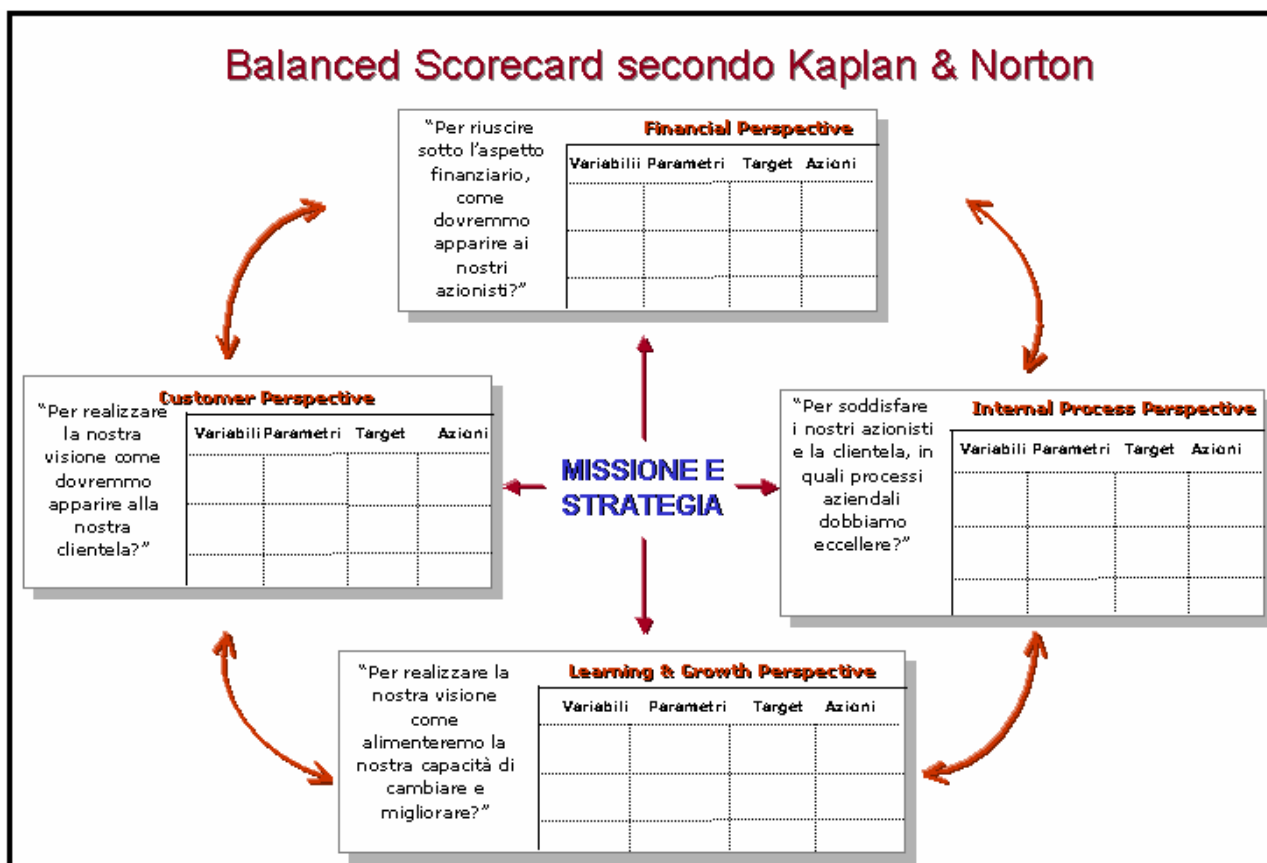 Balanced Scorecard secondo Kaplan & Norton
“Per riuscire
sotto l’aspetto
finanziario,
come
dovremmo
apparire ai
nostri
azionisti?”
Financial Perspective
Variabilii Parametri Target Azioni
Customer Perspective
“Per realizzare
la nostra
visione come
dovremmo
apparire alla
nostra
clientela?”
Variabili Parametri Target Azioni
MISSIONE E
STRATEGIA
“Per soddisfare
i nostri azionisti
e la clientela, in
quali processi
aziendali
dobbiamo
eccellere?”
Internal Process Perspective
Variabili Parametri Target Azioni
“Per realizzare la
nostra visione
come
alimenteremo la
nostra capacità di
cambiare e
migliorare?”
Learning & Growth Perspective
Variabili Parametri Target Azioni